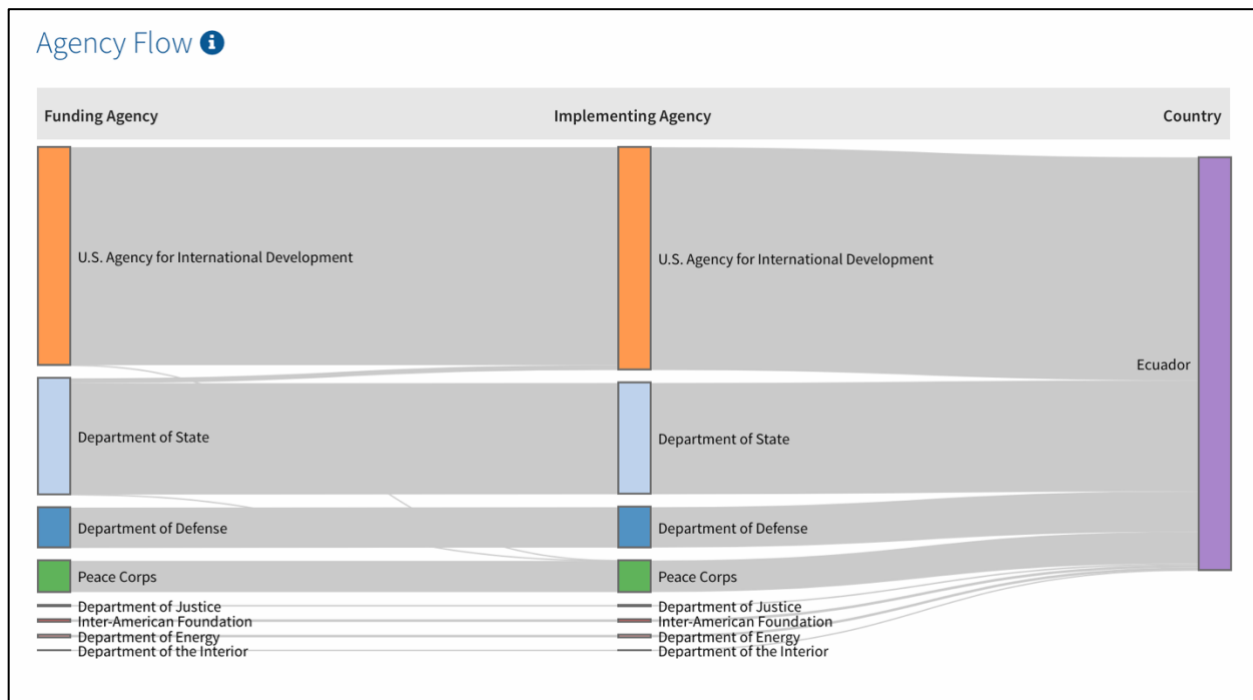 Agency Flow i
Funding Agency Implementing Agency Country
U.S. Agency for International Development U.S. Agency for International Development
Ecuador
Department of State Department of State
Department of Defense Department of Defense
Peace Corps Peace Corps
Department of Justice Department of Justice
Inter-American Foundation Inter-American Foundation
Department of Energy Department of Energy
Department of the Interior Department of the Interior